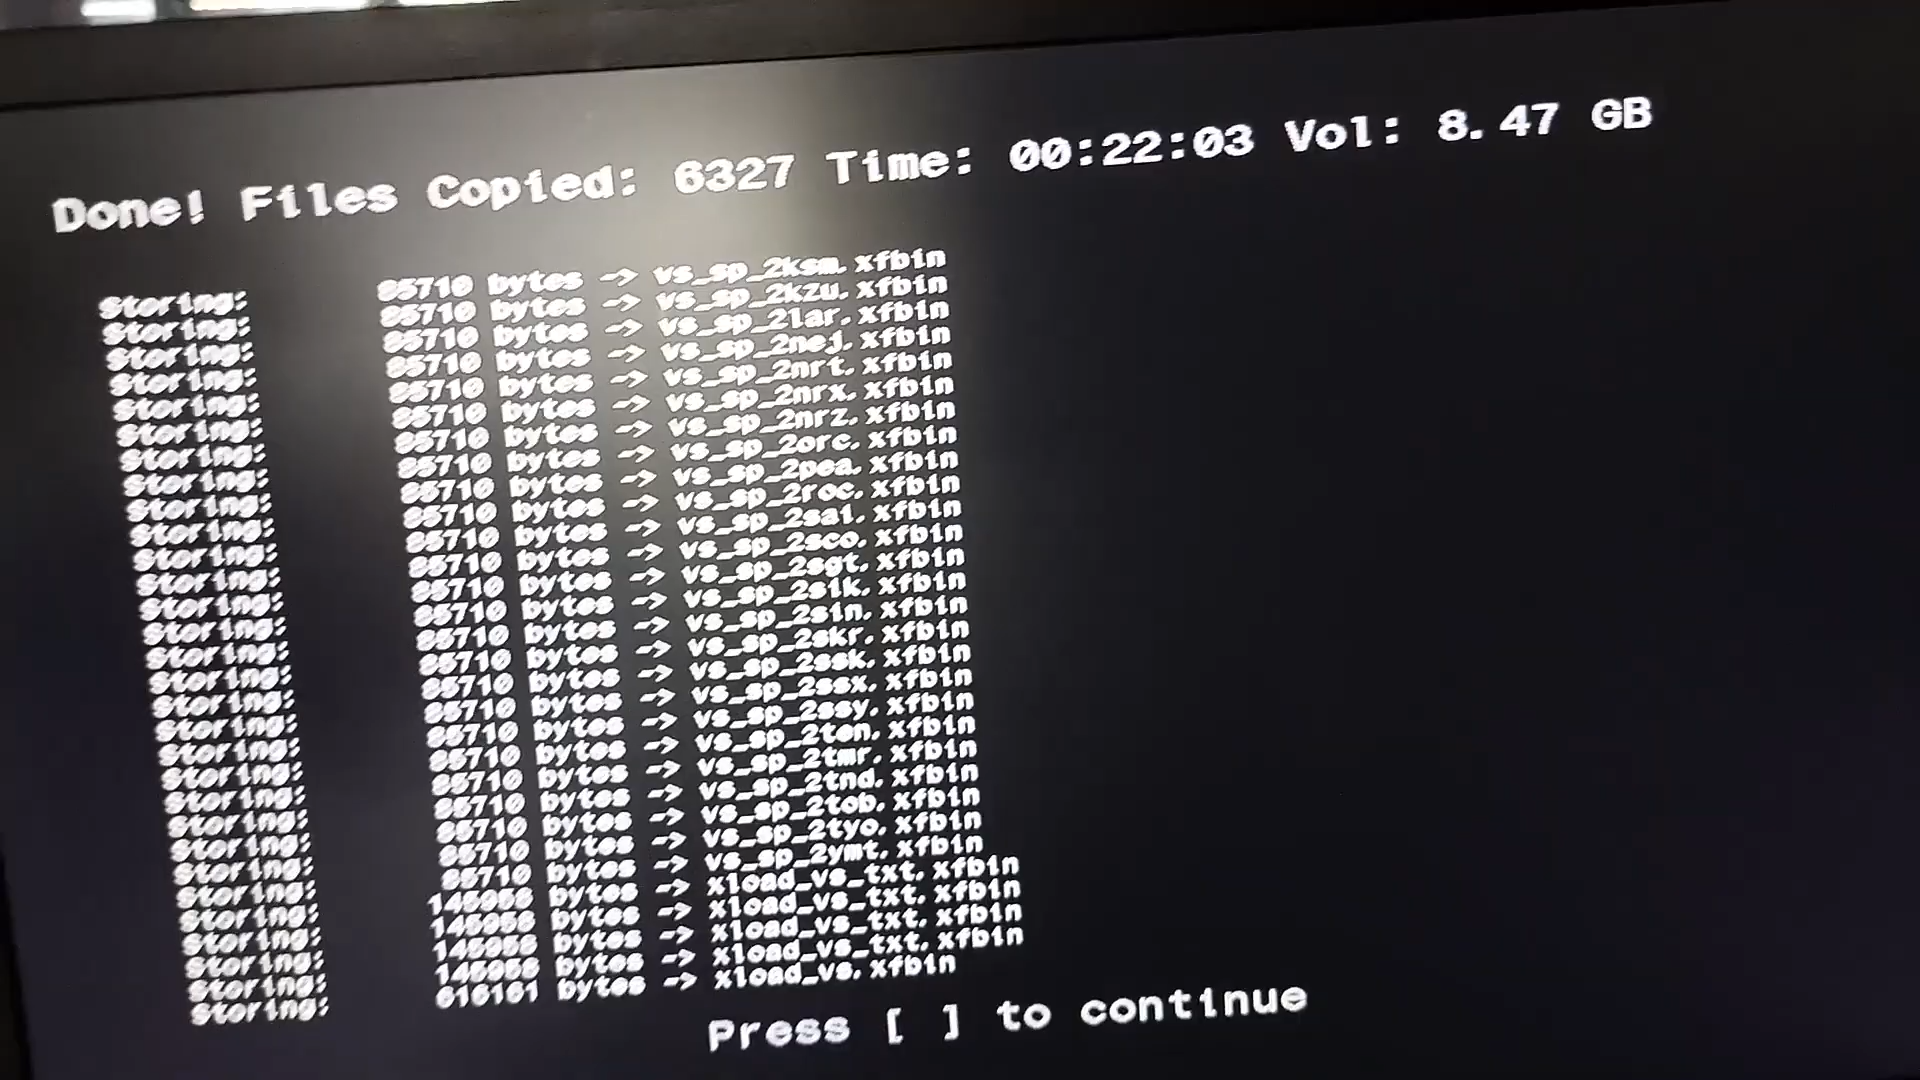 Done! Files Copied: 6327 Time: 00:22:03 Vol: 8.47 GB
Storing: 85710 bytes -> vs_sp_2ksm.xfbin
Storing: 85710 bytes -> vs_sp_2kzu.xfbin
Storing: 85710 bytes -> vs_sp_2lar.xfbin
Storing: 85710 bytes -> vs_sp_2nej.xfbin
Storing: 85710 bytes -> vs_sp_2nrt.xfbin
Storing: 85710 bytes -> vs_sp_2nrx.xfbin
Storing: 85710 bytes -> vs_sp_2nrz.xfbin
Storing: 85710 bytes -> vs_sp_2orc.xfbin
Storing: 85710 bytes -> vs_sp_2pea.xfbin
Storing: 85710 bytes -> vs_sp_2roc.xfbin
Storing: 85710 bytes -> vs_sp_2sai.xfbin
Storing: 85710 bytes -> vs_sp_2sco.xfbin
Storing: 85710 bytes -> vs_sp_2sgt.xfbin
Storing: 85710 bytes -> vs_sp_2sik.xfbin
Storing: 85710 bytes -> vs_sp_2sin.xfbin
Storing: 85710 bytes -> vs_sp_2skr.xfbin
Storing: 85710 bytes -> vs_sp_2ssk.xfbin
Storing: 85710 bytes -> vs_sp_2ssx.xfbin
Storing: 85710 bytes -> vs_sp_2ssy.xfbin
Storing: 85710 bytes -> vs_sp_2ten.xfbin
Storing: 85710 bytes -> vs_sp_2tmr.xfbin
Storing: 85710 bytes -> vs_sp_2tnd.xfbin
Storing: 85710 bytes -> vs_sp_2tob.xfbin
Storing: 85710 bytes -> vs_sp_2tyo.xfbin
Storing: 85710 bytes -> vs_sp_2ymt.xfbin
Storing: bytes -> xload_vs_txt.xfbin
Storing: bytes -> xload_vs_txt.xfbin
Storing: bytes -> xload_vs_txt.xfbin
Storing: bytes -> xload_vs_txt.xfbin
Storing: 616161 bytes -> xload_vs.xfbin
Press [ ] to continue